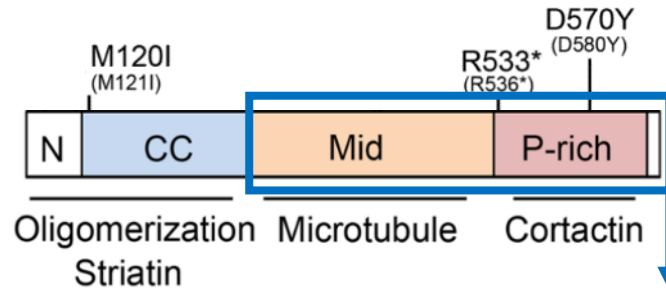 D570Y
(D580Y)
M120I
(M121I)
R533*
(R536*)
N CC Mid P-rich
Oligomerization Microtubule Cortactin
Striatin